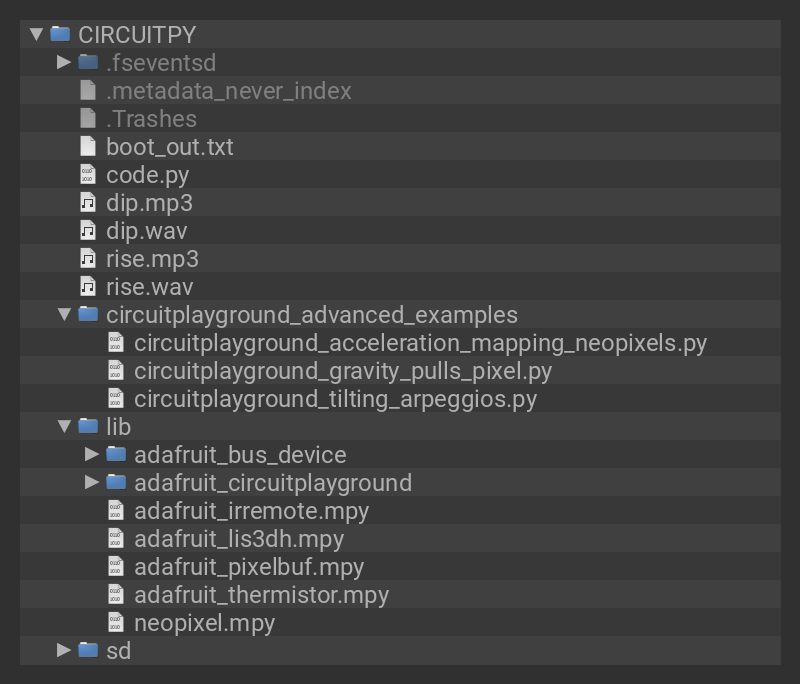 CIRCUITPY
.fseventsd
.metadata_never_index
.Trashes
boot_out.txt
code.py
dip.mp3
dip.wav
rise.mp3
rise.wav
circuitplayground_advanced_examples
circuitplayground_acceleration_mapping_neopixels.py
circuitplayground_gravity_pulls_pixel.py
circuitplayground_tilting_arpeggios.py
lib
adafruit_bus_device
adafruit_circuitplayground
adafruit_irremote.mpy
adafruit_lis3dh.mpy
adafruit_pixelbuf.mpy
adafruit_thermistor.mpy
neopixel.mpy
sd